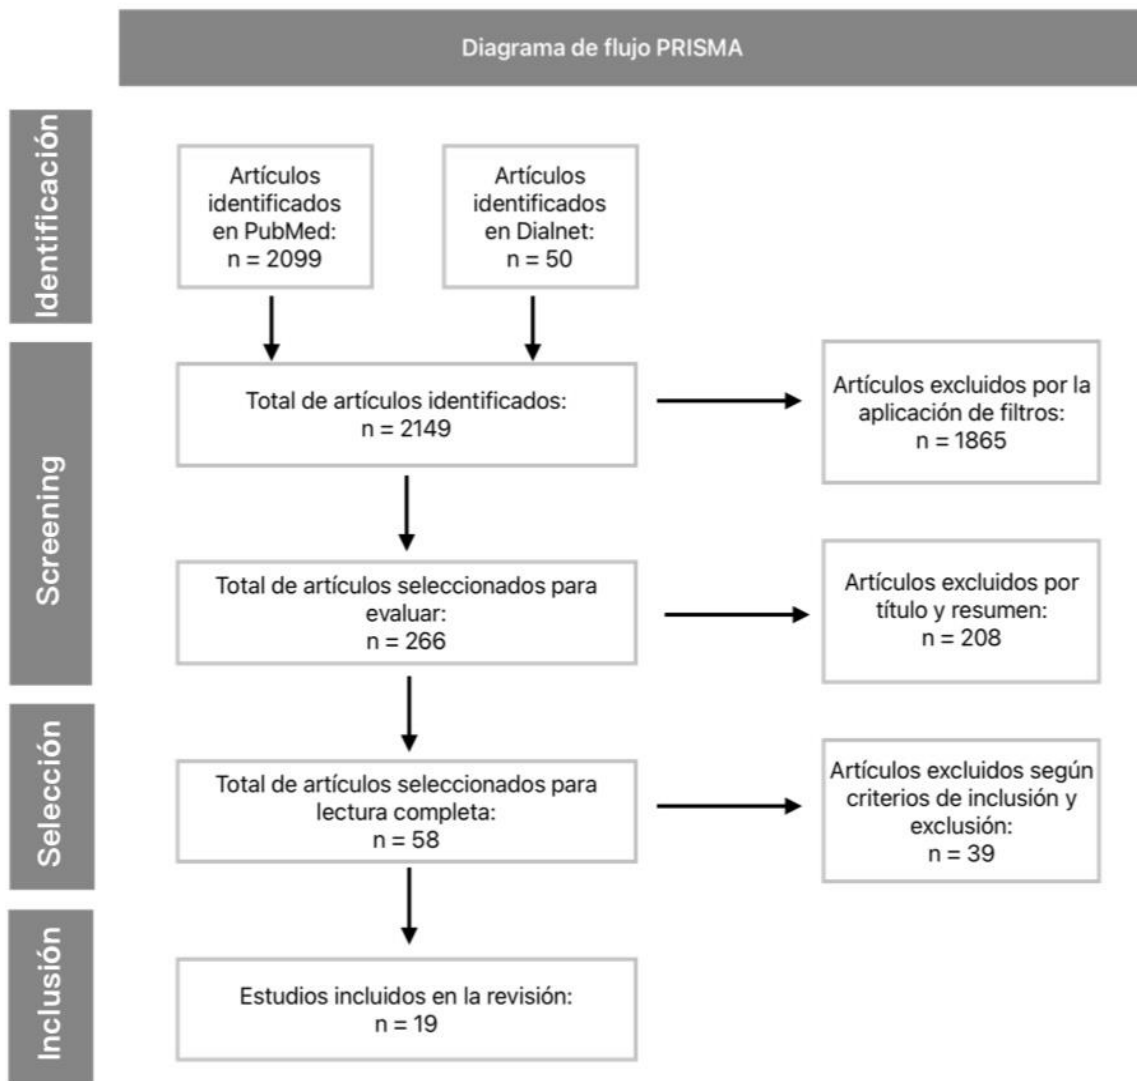 Diagrama de flujo PRISMA
Identificación
Artículos
identificados
en PubMed:
n = 2099
Artículos
identificados
en Dialnet:
n = 50
Screening
Total de artículos identificados:
n = 2149
Artículos excluidos por la
aplicación de filtros:
n = 1865
Total de artículos seleccionados para
evaluar:
n = 266
Artículos excluidos por
título y resumen:
n = 208
Selección
Total de artículos seleccionados para
lectura completa:
n = 58
Artículos excluidos según
criterios de inclusión y
exclusión:
n = 39
Inclusión
Estudios incluidos en la revisión:
n = 19